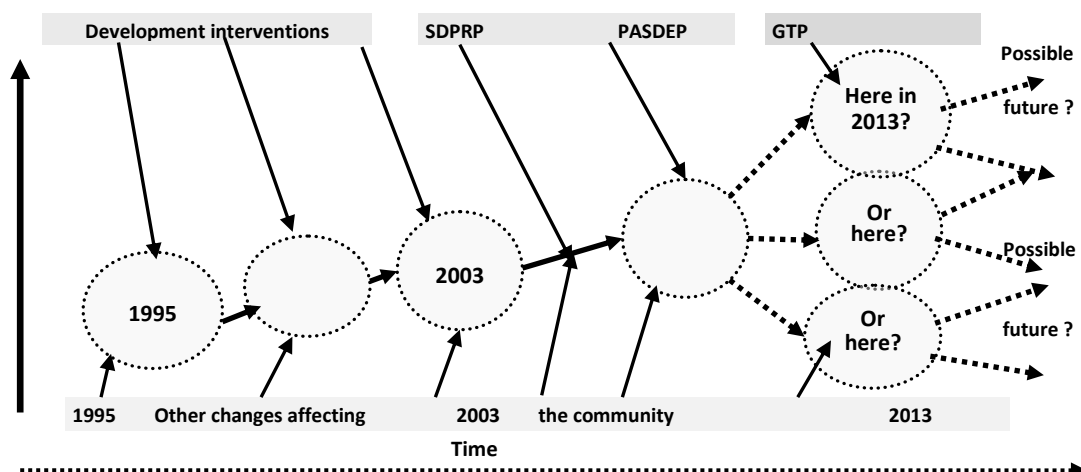 Development interventions
SDPRP
PASDEP
GTP
Possible
future ?
Here in
2013?
Or
here?
Possible
future ?
Or
here?
1995
2003
1995
Other changes affecting
2003
the community
2013
Time